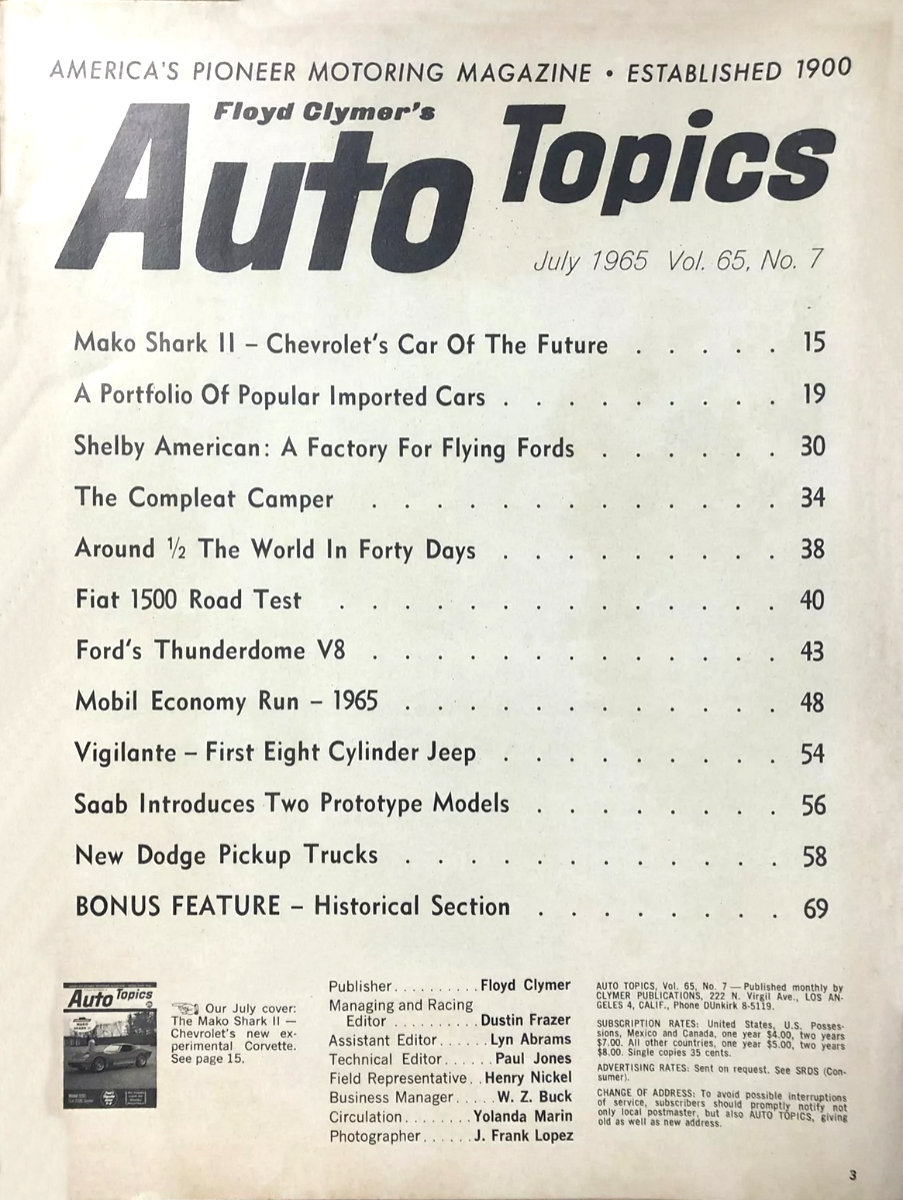 AMERICA'S PIONEER MOTORING MAGAZINE • ESTABLISHED 1900
Floyd Clymer's
Auto Topics
July 1965 Vol. 65, No. 7
Mako Shark II – Chevrolet's Car Of The Future . . . . . 15
A Portfolio Of Popular Imported Cars . . . . . . . . . 19
Shelby American: A Factory For Flying Fords . . . . . . 30
The Compleat Camper . . . . . . . . . . . . . 34
Around ½ The World In Forty Days . . . . . . . . . 38
Fiat 1500 Road Test . . . . . . . . . . . . . . 40
Ford's Thunderdome V8 . . . . . . . . . . . . . 43
Mobil Economy Run – 1965 . . . . . . . . . . . . 48
Vigilante – First Eight Cylinder Jeep . . . . . . . . . 54
Saab Introduces Two Prototype Models . . . . . . . . 56
New Dodge Pickup Trucks . . . . . . . . . . . . 58
BONUS FEATURE – Historical Section . . . . . . . . 69
Auto Topics
Our July cover:
The Mako Shark II —
Chevrolet's new ex-
perimental Corvette.
See page 15.
Publisher. . . . . . . . . . Floyd Clymer
Managing and Racing
Editor . . . . . . . . . . Dustin Frazer
Assistant Editor. . . . . . Lyn Abrams
Technical Editor. . . . . . Paul Jones
Field Representative. . Henry Nickel
Business Manager. . . . . W. Z. Buck
Circulation. . . . . . . . Yolanda Marin
Photographer. . . . . . J. Frank Lopez
AUTO TOPICS, Vol. 65, No. 7 — Published monthly by
CLYMER PUBLICATIONS, 222 N. Virgil Ave., LOS AN-
GELES 4, CALIF., Phone DUnkirk 8-5119.
SUBSCRIPTION RATES: United States, U.S. Posses-
sions, Mexico and Canada, one year $4.00, two years
$7.00. All other countries, one year $5.00, two years
$8.00. Single copies 35 cents.
ADVERTISING RATES: Sent on request. See SRDS (Con-
sumer).
CHANGE OF ADDRESS: To avoid possible interruptions
of service, subscribers should promptly notify not
only local postmaster, but also AUTO TOPICS, giving
old as well as new address.
3